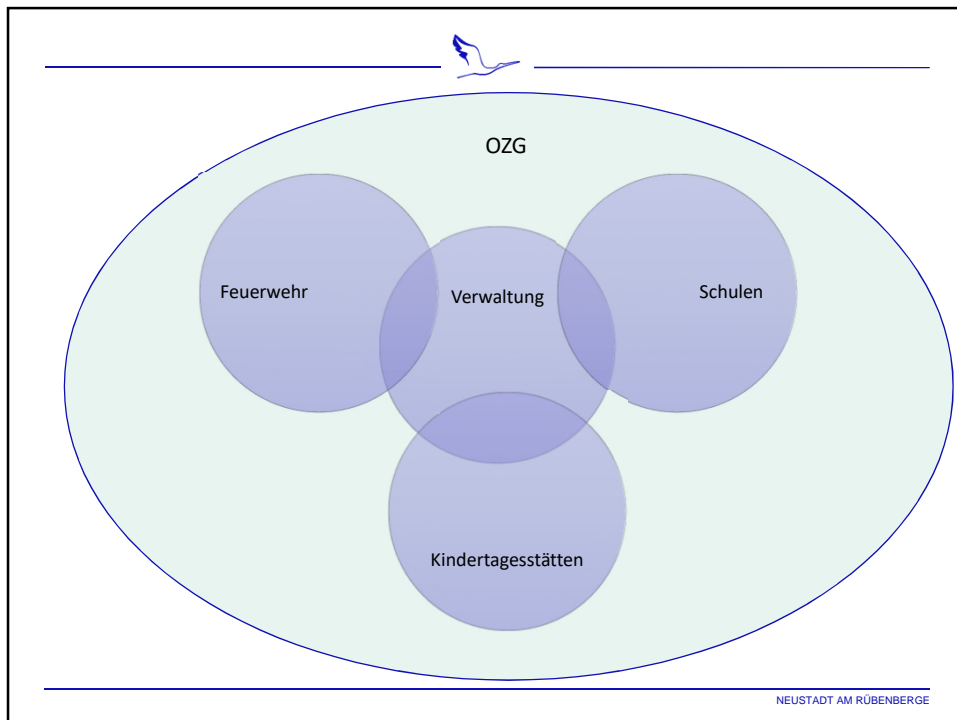 OZG
Feuerwehr
Verwaltung
Schulen
Kindertagesstätten
NEUSTADT AM RÜBENBERGE